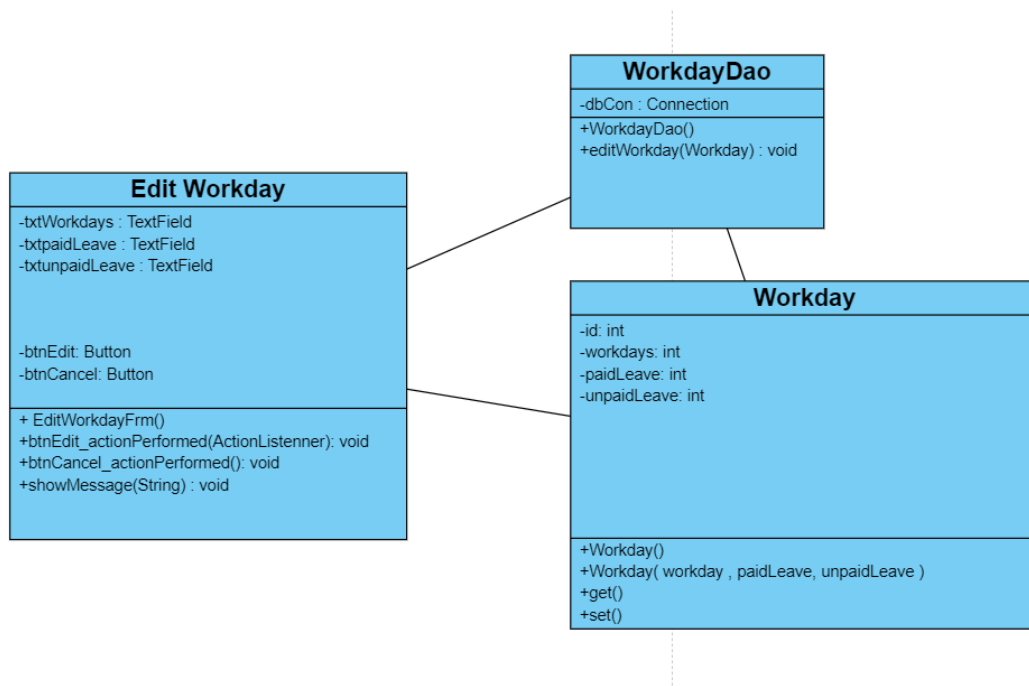 WorkdayDao
-dbCon : Connection
+WorkdayDao()
+editWorkday(Workday) : void
Edit Workday
-txtWorkdays : TextField
-txtpaidLeave : TextField
-txtunpaidLeave : TextField
-btnEdit: Button
-btnCancel: Button
+ EditWorkdayFrm()
+btnEdit_actionPerformed(ActionListenner): void
+btnCancel_actionPerformed(): void
+showMessage(String) : void
Workday
-id: int
-workdays: int
-paidLeave: int
-unpaidLeave: int
+Workday()
+Workday( workday , paidLeave, unpaidLeave )
+get()
+set()